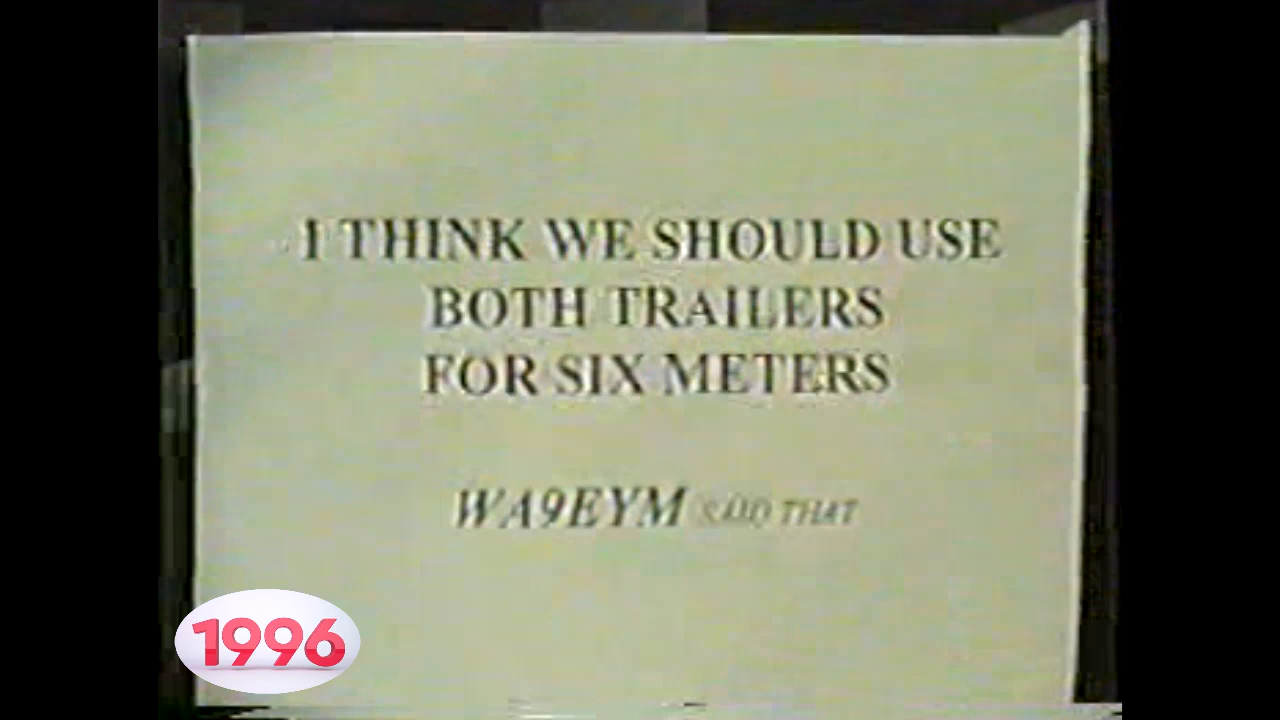 I THINK WE SHOULD USE
BOTH TRAILERS
FOR SIX METERS
WA9EYM SAID THAT
1996